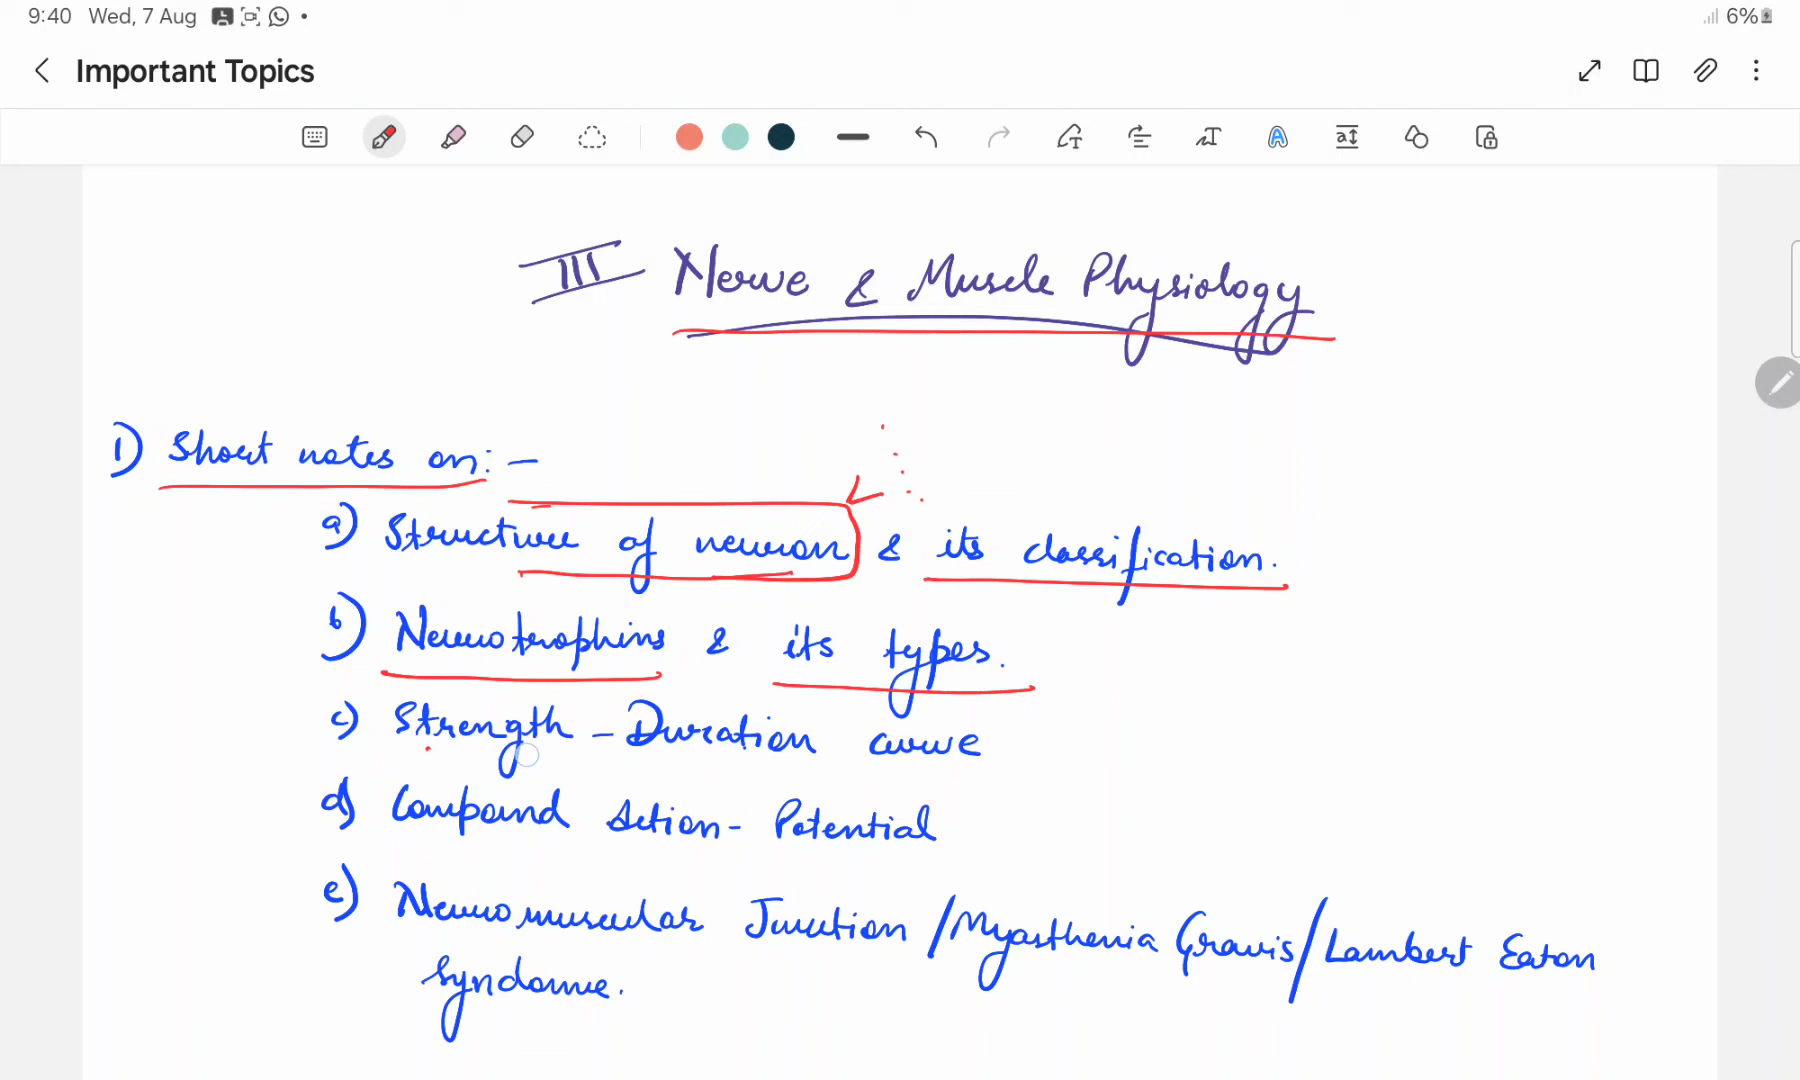 9:40 Wed, 7 Aug 6%
Important Topics
III Nerve & Muscle Physiology
1) Short notes on:-
a) Structure of neuron & its classification.
b) Neurotrophins & its types.
c) Strength - Duration curve
d) Compound Action - Potential
e) Neuromuscular Junction / Myasthenia Gravis / Lambert Eaton
syndorme.